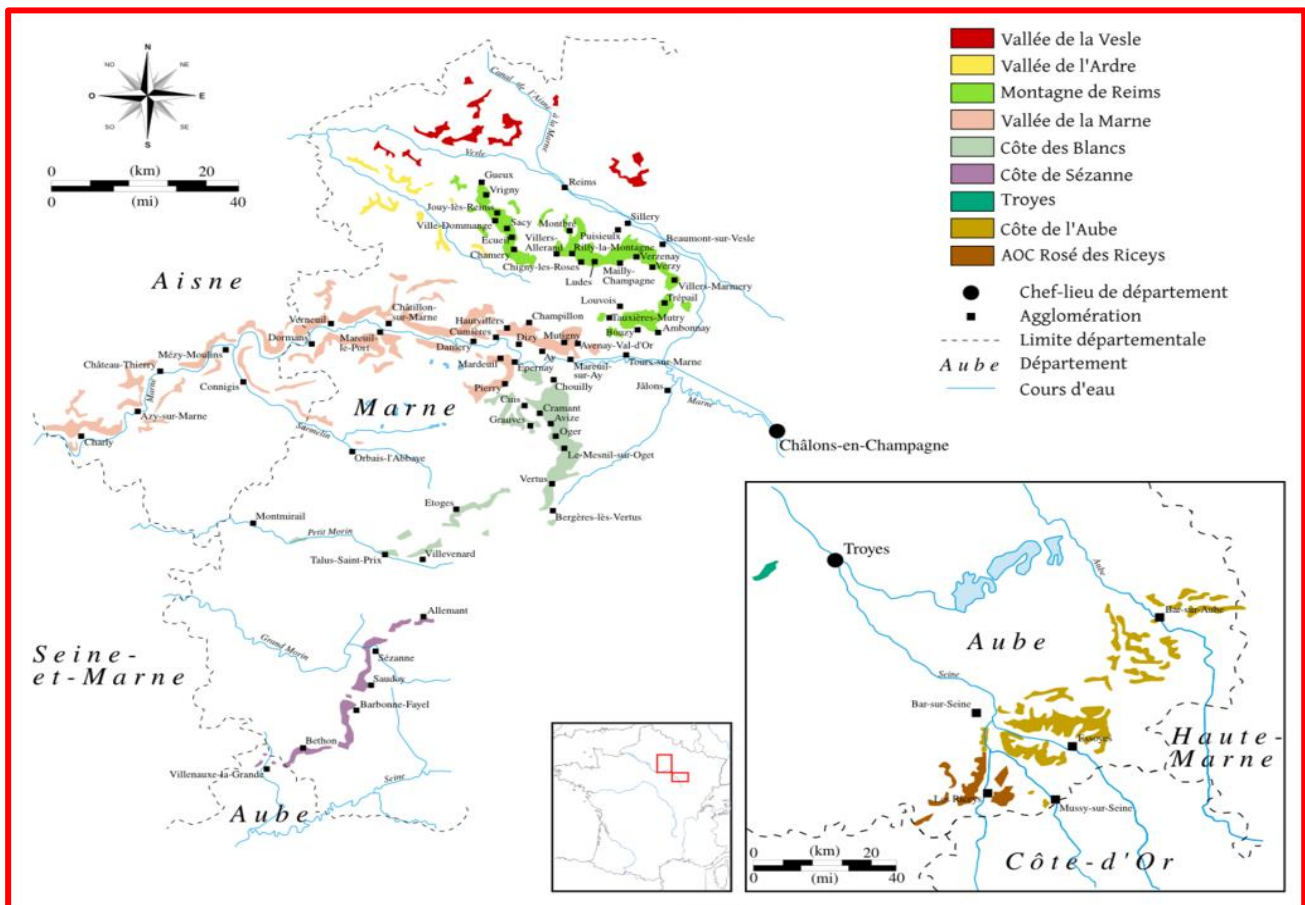 N
NO
NE
O
E
SO
SE
S
0
(km)
20
0
(mi)
40
Vallée de la Vesle
Vallée de l'Ardre
Montagne de Reims
Vallée de la Marne
Côte des Blancs
Côte de Sézanne
Troyes
Côte de l'Aube
AOC Rosé des Riceys
Chef-lieu de département
Agglomération
Limite départementale
Aube Département
Cours d'eau
Canal de l'Aisne à la Marne
Vesle
Gueux
Reims
Vrigny
Jouy-lès-Reims
Ville-Dommange
Sacy
Montbré
Sillery
Écueil
Villers-
Allerand
Puisieulx
Beaumont-sur-Vesle
Rilly-la-Montagne
Chamery
Chigny-les-Roses
Verzenay
Verzy
Ludes
Mailly-
Champagne
Villers-Marmery
Aisne
Louvois
Trépail
Châtillon-
sur-Marne
Champillon
Tauxières-Mutry
Verneuil
Hautvillers
Cumières
Bouzy
Ambonnay
Dormans
Mareuil-
le-Port
Damery
Dizy
Mutigny
Avenay-Val-d'Or
Mézy-Moulins
Ay
Tours-sur-Marne
Château-Thierry
Mardeuil
Epernay
Mareuil-
sur-Ay
Marne
Connigis
Pierry
Chouilly
Jâlons
Marne
Azy-sur-Marne
Marne
Cuis
Cramant
Charly
Surmelin
Grauves
Avize
Oger
Châlons-en-Champagne
Orbais-l'Abbaye
Le-Mesnil-sur-Oget
Vertus
Etoges
Bergères-lès-Vertus
Montmirail
Petit Morin
Talus-Saint-Prix
Villevenard
Allemant
Grand Morin
Sézanne
Seine-
et-Marne
Saudoy
Barbonne-Fayel
Bethon
Villenauxe-la-Grande
Seine
Aube
Troyes
Aube
Bar-sur-Aube
Aube
Seine
Bar-sur-Seine
Essoyes
Haute-
Marne
Les Riceys
Mussy-sur-Seine
Côte-d'Or
0
(km)
20
0
(mi)
40